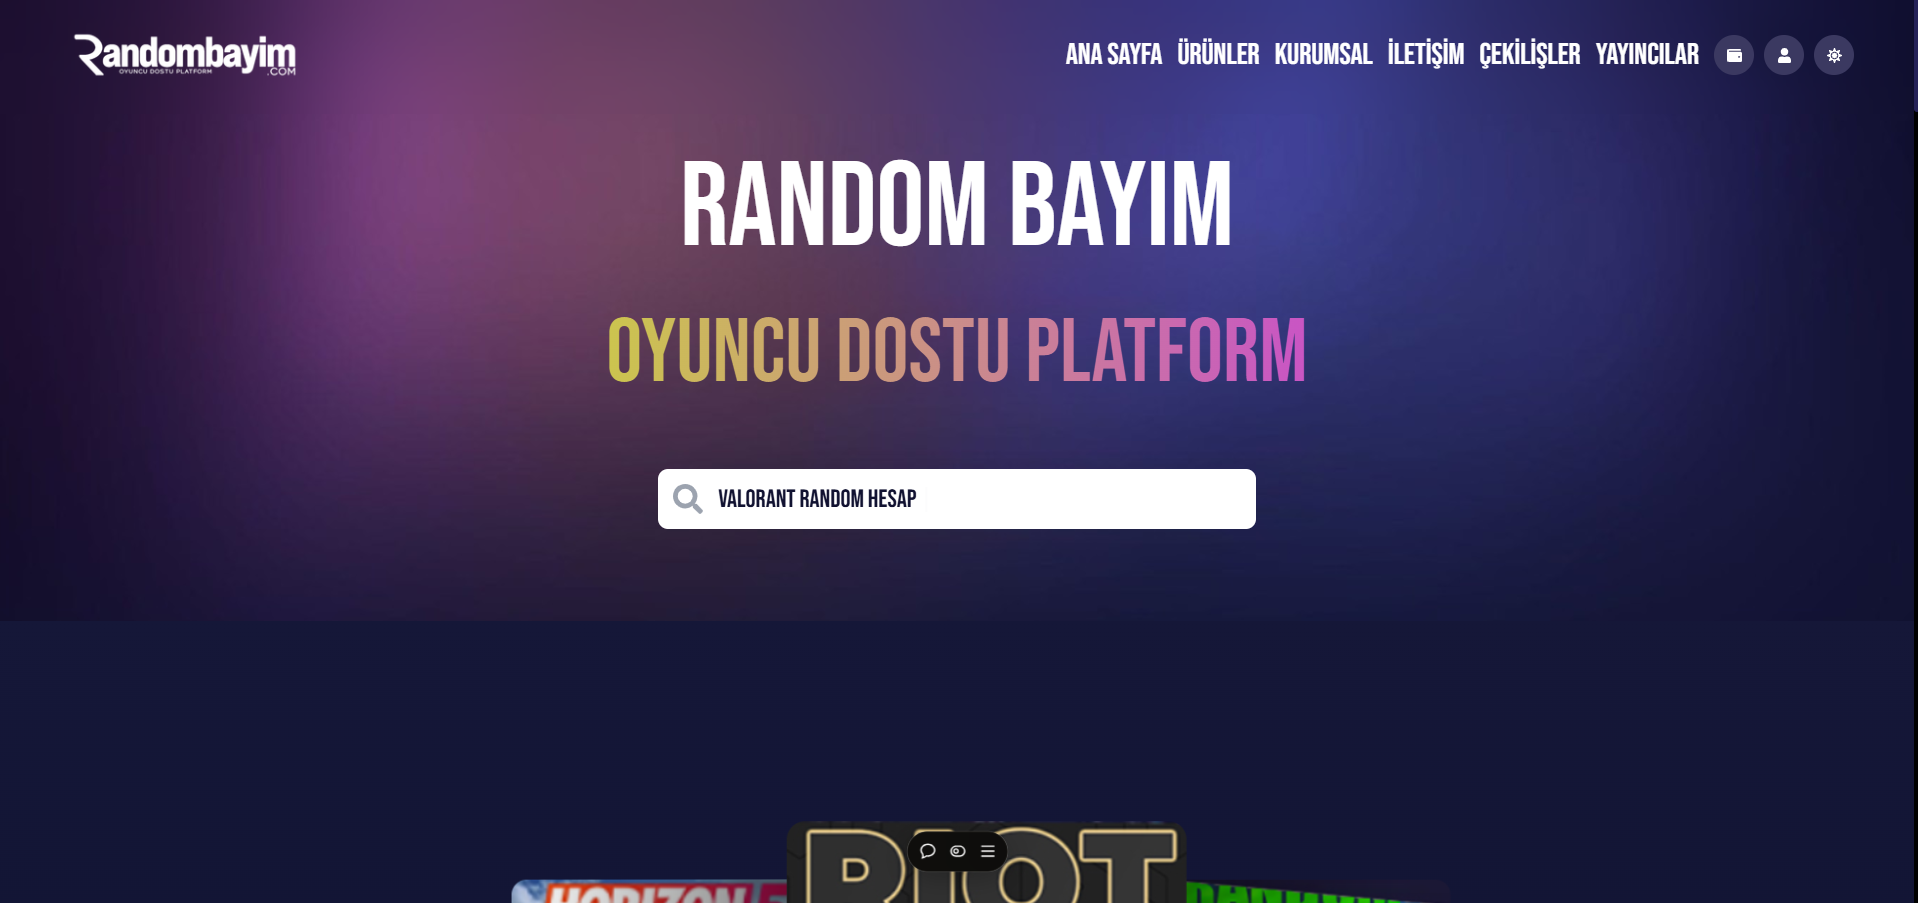 Randombayim
OYUNCU DOSTU PLATFORM
.COM
ANA SAYFA ÜRÜNLER KURUMSAL İLETİŞİM ÇEKİLİŞLER YAYINCILAR
RANDOM BAYIM
OYUNCU DOSTU PLATFORM
VALORANT RANDOM HESAP
RIOT
HORIZON